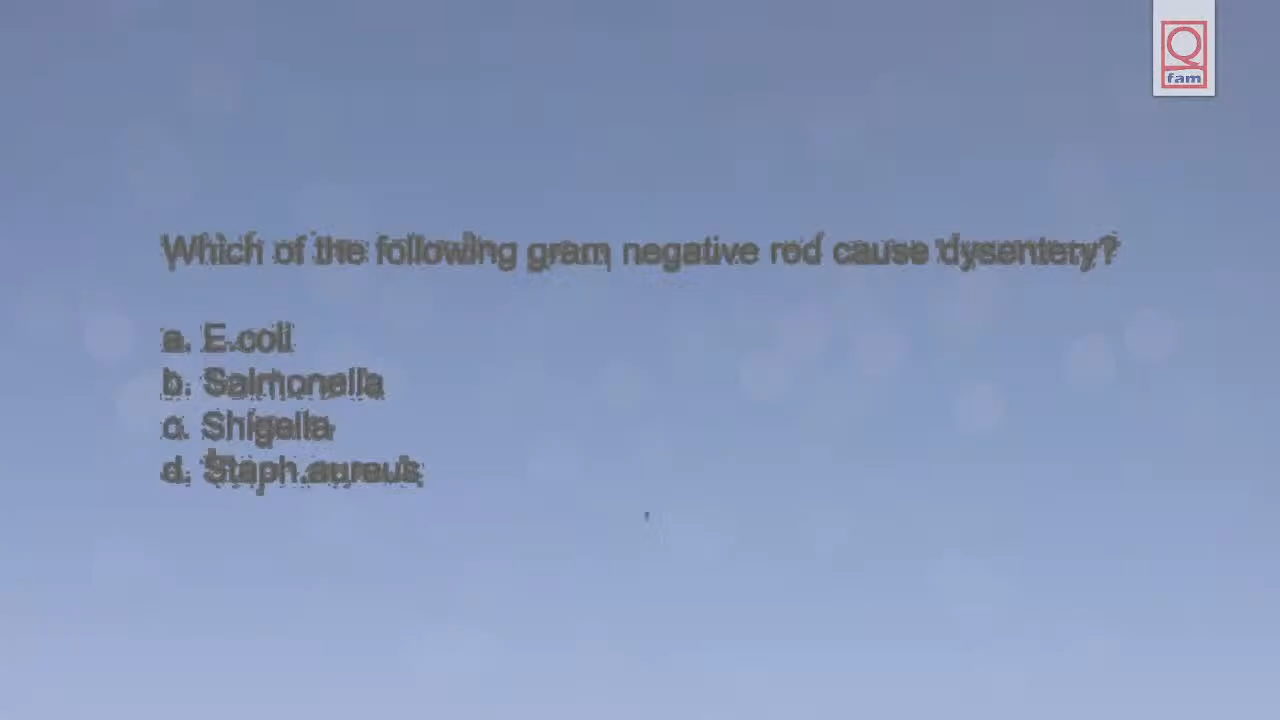 Q
fam
Which of the following gram negative rod cause dysentery?
a. E.coli
b. Salmonella
c. Shigella
d. Staph.aureus